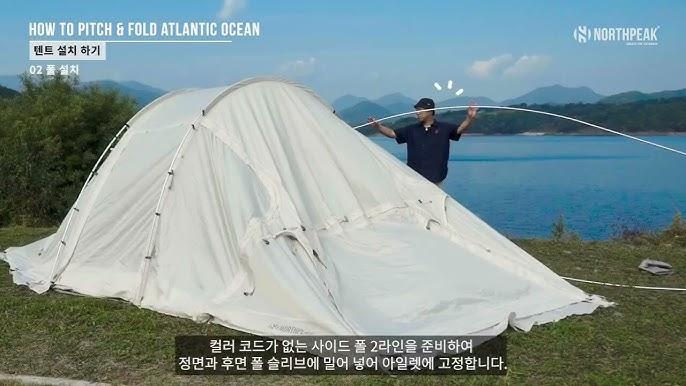 HOW TO PITCH & FOLD ATLANTIC OCEAN
텐트 설치 하기
02 폴 설치
NORTHPEAK
컬러 코드가 없는 사이드 폴 2라인을 준비하여
정면과 후면 폴 슬리브에 밀어 넣어 아일렛에 고정합니다.